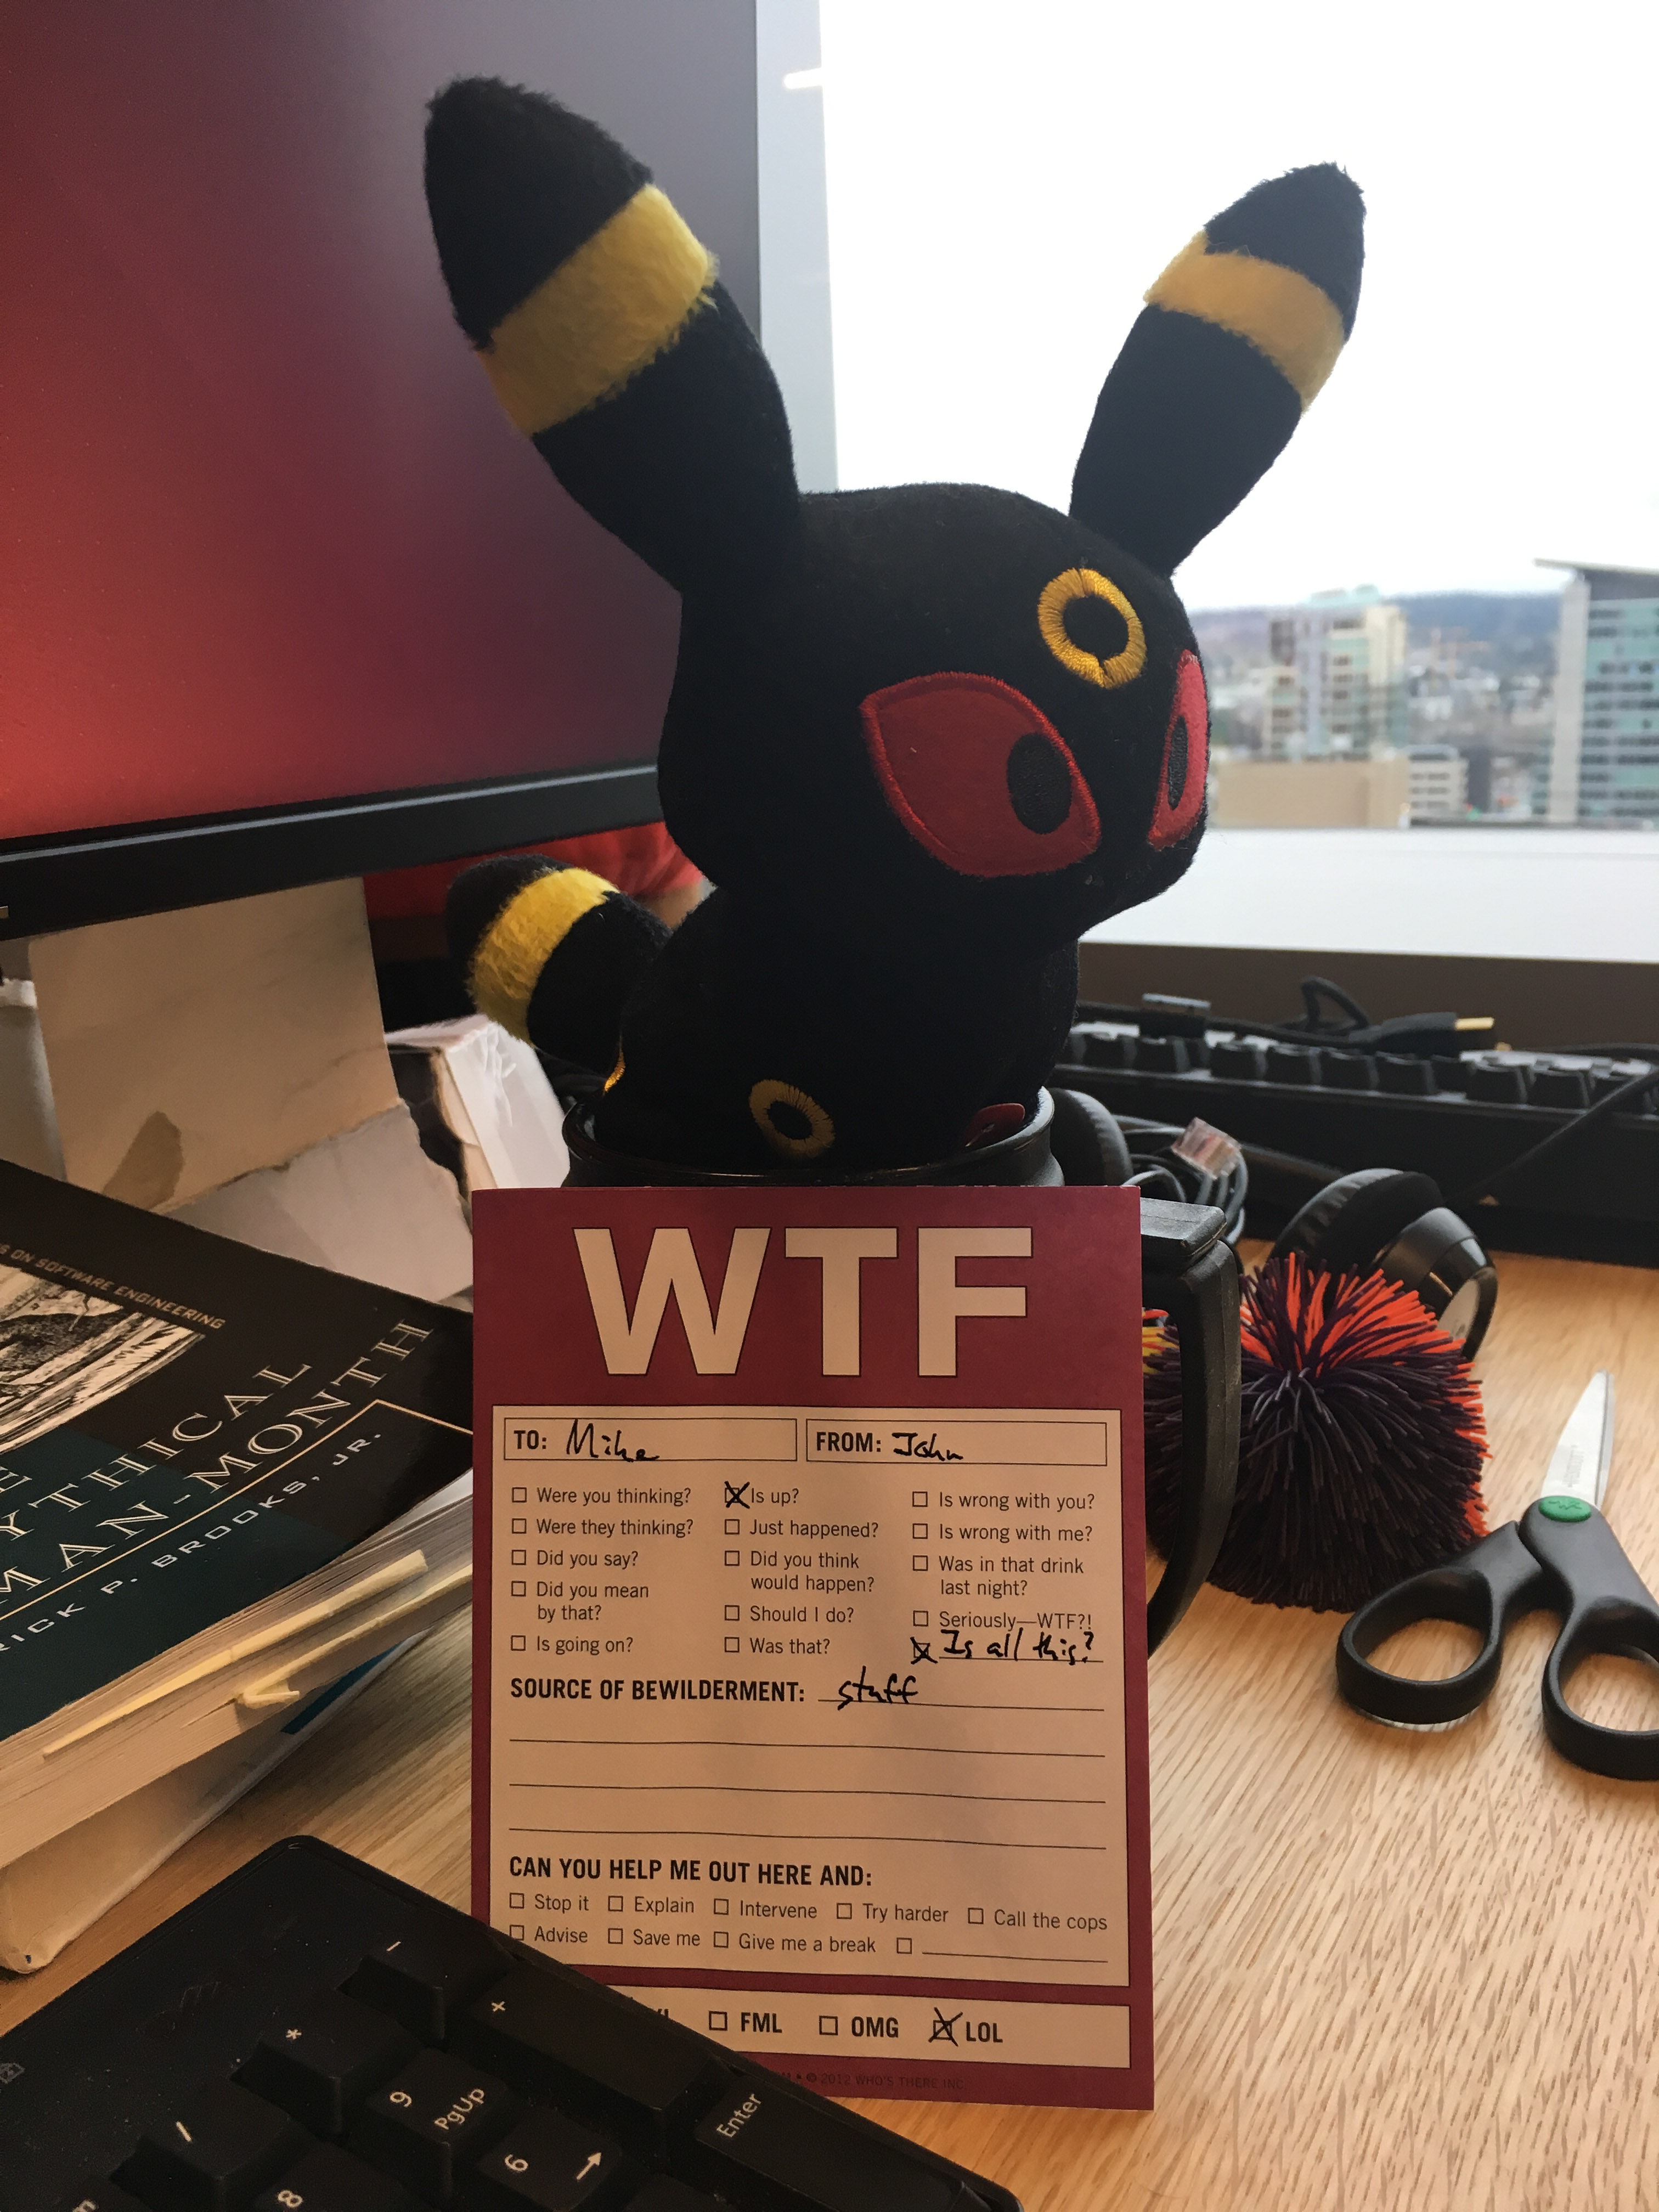 WTF
TO: Mike
FROM: John
☐ Were you thinking?
☐ Were they thinking?
☐ Did you say?
☐ Did you mean
by that?
☐ Is going on?
☒ Is up?
☐ Just happened?
☐ Did you think
would happen?
☐ Should I do?
☐ Was that?
☐ Is wrong with you?
☐ Is wrong with me?
☐ Was in that drink
last night?
☐ Seriously—WTF?!
☒ Is all this?
SOURCE OF BEWILDERMENT: stuff
CAN YOU HELP ME OUT HERE AND:
☐ Stop it ☐ Explain ☐ Intervene ☐ Try harder ☐ Call the cops
☐ Advise ☐ Save me ☐ Give me a break ☐
☐ FML ☐ OMG ☒ LOL
© 2012 WHO'S THERE INC.
ON SOFTWARE ENGINEERING
YTHICAL
MAN-MONTH
RICK P. BROOKS, JR.
-
+
*
/
9
PgUp
6
→
8
Enter